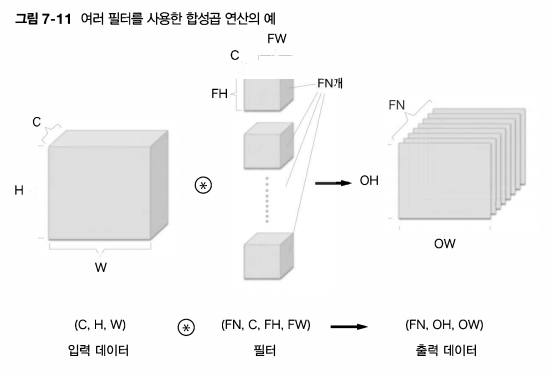 그림 7-11 여러 필터를 사용한 합성곱 연산의 예
FW
C
FH
FN개
C
H
W
FN
OH
OW
(C, H, W) (FN, C, FH, FW) (FN, OH, OW)
입력 데이터 필터 출력 데이터